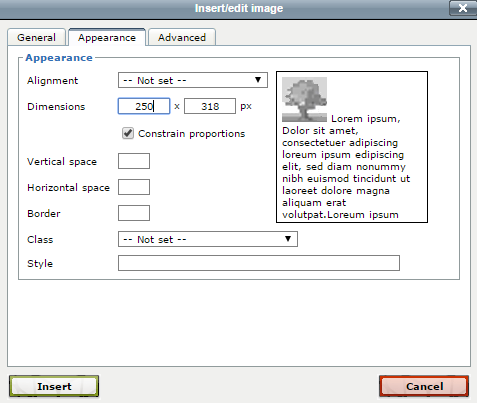 Insert/edit image
General
Appearance
Advanced
Appearance
Alignment
-- Not set --
Dimensions
250 x 318 px
Constrain proportions
Lorem ipsum,
Dolor sit amet,
consectetuer adipiscing
loreum ipsum edipiscing
elit, sed diam nonummy
nibh euismod tincidunt ut
laoreet dolore magna
aliquam erat
volutpat.Loreum ipsum
Vertical space
Horizontal space
Border
Class
-- Not set --
Style
Insert
Cancel